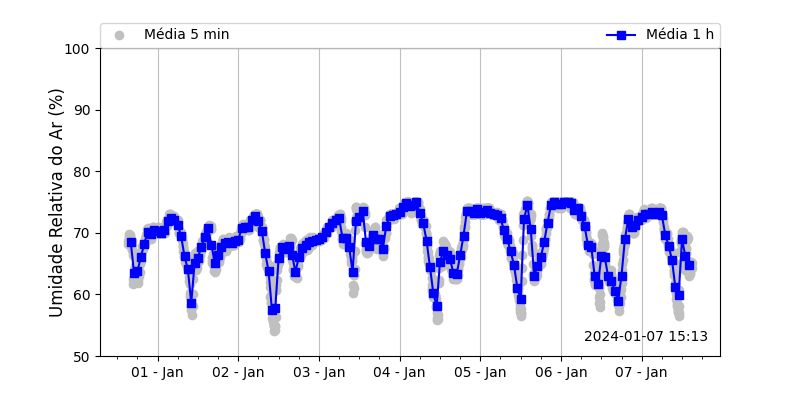 Média 5 min
Média 1 h
100
90
80
70
60
50
Umidade Relativa do Ar (%)
2024-01-07 15:13
01 - Jan
02 - Jan
03 - Jan
04 - Jan
05 - Jan
06 - Jan
07 - Jan